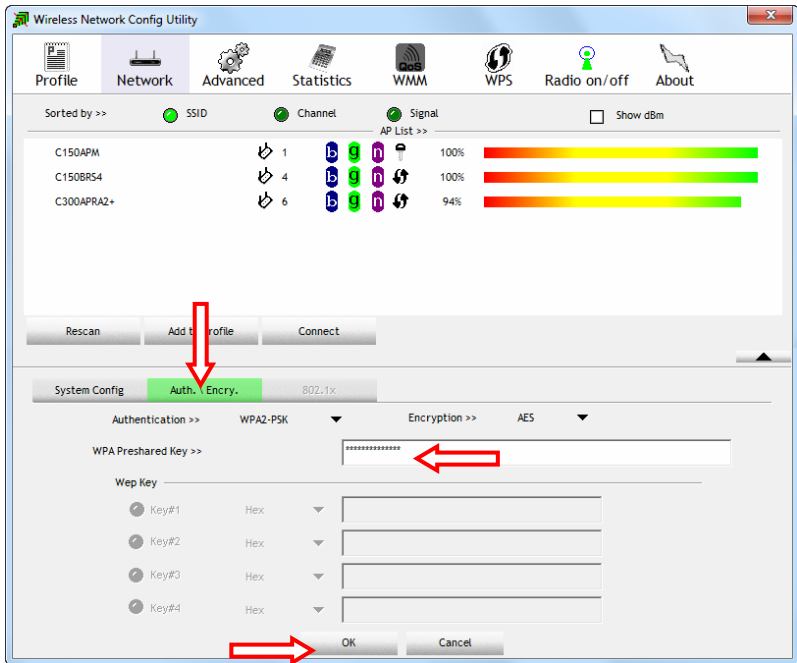 Wireless Network Config Utility
Profile Network Advanced Statistics QoS WMM WPS Radio on/off About
Sorted by >> SSID Channel Signal Show dBm
AP List >>
C150APM 1 b g n 100%
C150BRS4 4 b g n 100%
C300APRA2+ 6 b g n 94%
Rescan Add t rofile Connect
System Config Auth. \ Encry. 802.1x
Authentication >> WPA2-PSK Encryption >> AES
WPA Preshared Key >> **************
Wep Key
Key#1 Hex
Key#2 Hex
Key#3 Hex
Key#4 Hex
OK Cancel